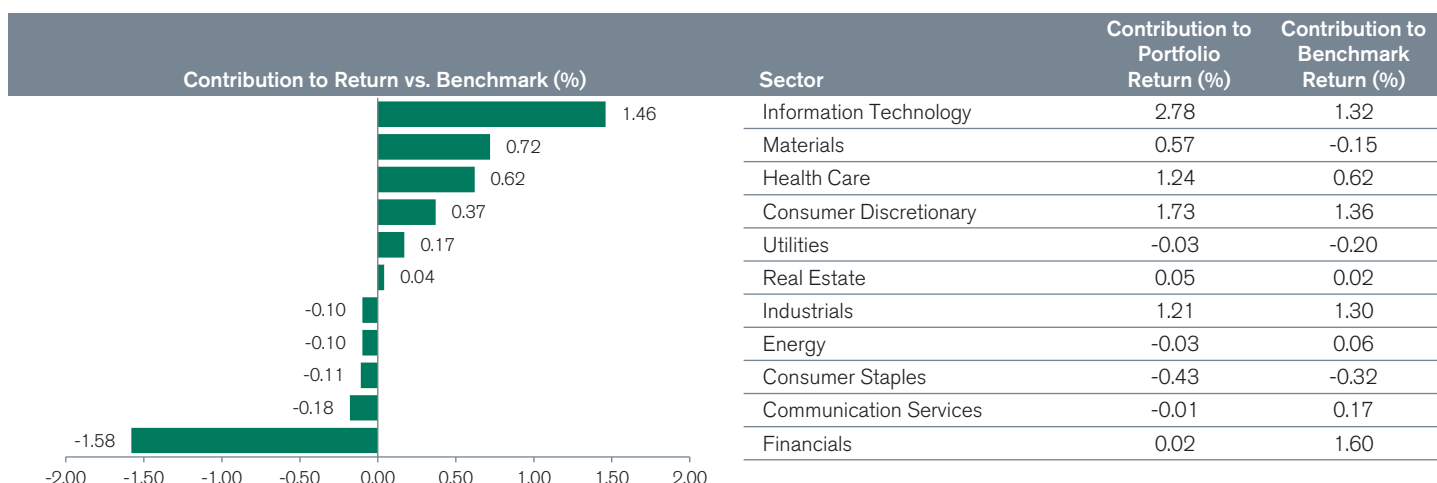 Contribution to Return vs. Benchmark (%)
Sector
Contribution to
Portfolio
Return (%)
Contribution to
Benchmark
Return (%)
1.46 Information Technology 2.78 1.32
0.72 Materials 0.57 -0.15
0.62 Health Care 1.24 0.62
0.37 Consumer Discretionary 1.73 1.36
0.17 Utilities -0.03 -0.20
0.04 Real Estate 0.05 0.02
-0.10 Industrials 1.21 1.30
-0.10 Energy -0.03 0.06
-0.11 Consumer Staples -0.43 -0.32
-0.18 Communication Services -0.01 0.17
-1.58 Financials 0.02 1.60
-2.00 -1.50 -1.00 -0.50 0.00 0.50 1.00 1.50 2.00